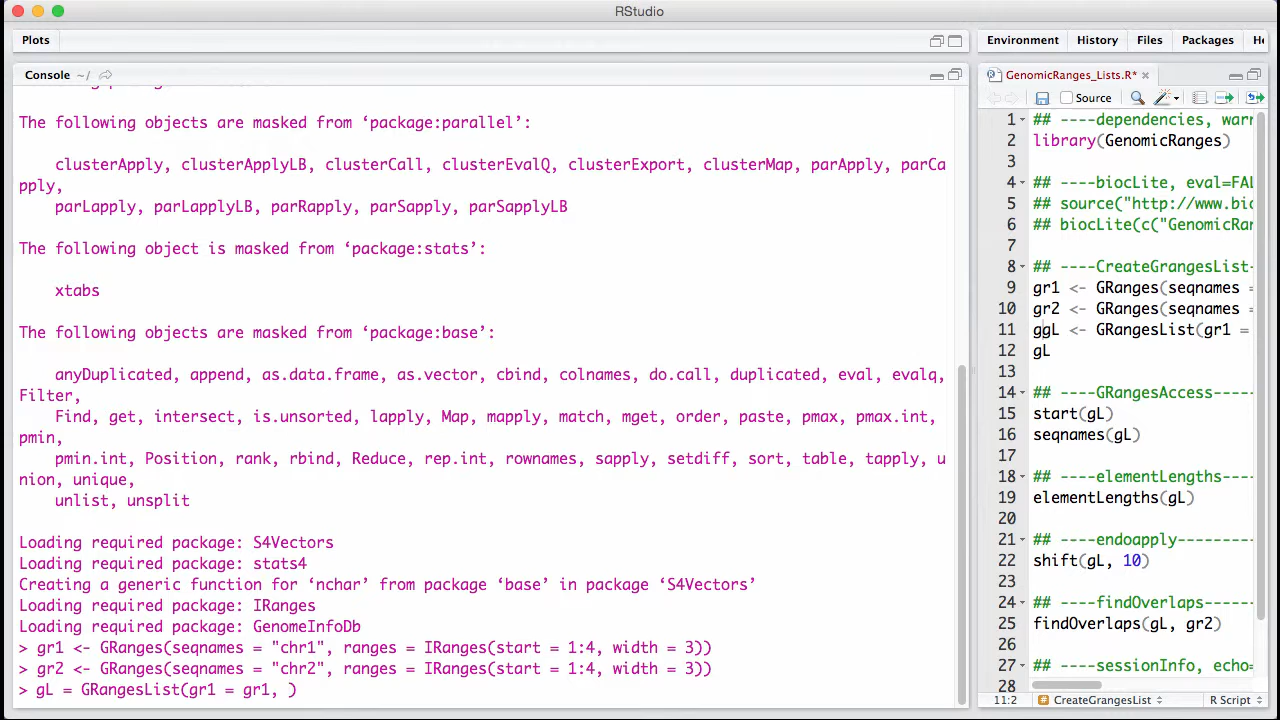 RStudio
Plots
Console ~/
The following objects are masked from ‘package:parallel’:
clusterApply, clusterApplyLB, clusterCall, clusterEvalQ, clusterExport, clusterMap, parApply, parCa
pply,
parLapply, parLapplyLB, parRapply, parSapply, parSapplyLB
The following object is masked from ‘package:stats’:
xtabs
The following objects are masked from ‘package:base’:
anyDuplicated, append, as.data.frame, as.vector, cbind, colnames, do.call, duplicated, eval, evalq,
Filter,
Find, get, intersect, is.unsorted, lapply, Map, mapply, match, mget, order, paste, pmax, pmax.int,
pmin,
pmin.int, Position, rank, rbind, Reduce, rep.int, rownames, sapply, setdiff, sort, table, tapply, u
nion, unique,
unlist, unsplit
Loading required package: S4Vectors
Loading required package: stats4
Creating a generic function for ‘nchar’ from package ‘base’ in package ‘S4Vectors’
Loading required package: IRanges
Loading required package: GenomeInfoDb
> gr1 <- GRanges(seqnames = "chr1", ranges = IRanges(start = 1:4, width = 3))
> gr2 <- GRanges(seqnames = "chr2", ranges = IRanges(start = 1:4, width = 3))
> gL = GRangesList(gr1 = gr1, )
Environment History Files Packages He
GenomicRanges_Lists.R*
Source
1 ## ----dependencies, warr
2 library(GenomicRanges)
3
4 ## ----biocLite, eval=FAL
5 ## source("http://www.bio
6 ## biocLite(c("GenomicRar
7
8 ## ----CreateGrangesList-
9 gr1 <- GRanges(seqnames =
10 gr2 <- GRanges(seqnames =
11 ggL <- GRangesList(gr1 =
12 gL
13
14 ## ----GRangesAccess-----
15 start(gL)
16 seqnames(gL)
17
18 ## ----elementLengths----
19 elementLengths(gL)
20
21 ## ----endoapply---------
22 shift(gL, 10)
23
24 ## ----findOverlaps------
25 findOverlaps(gL, gr2)
26
27 ## ----sessionInfo, echo=
28
11:2 # CreateGrangesList R Script